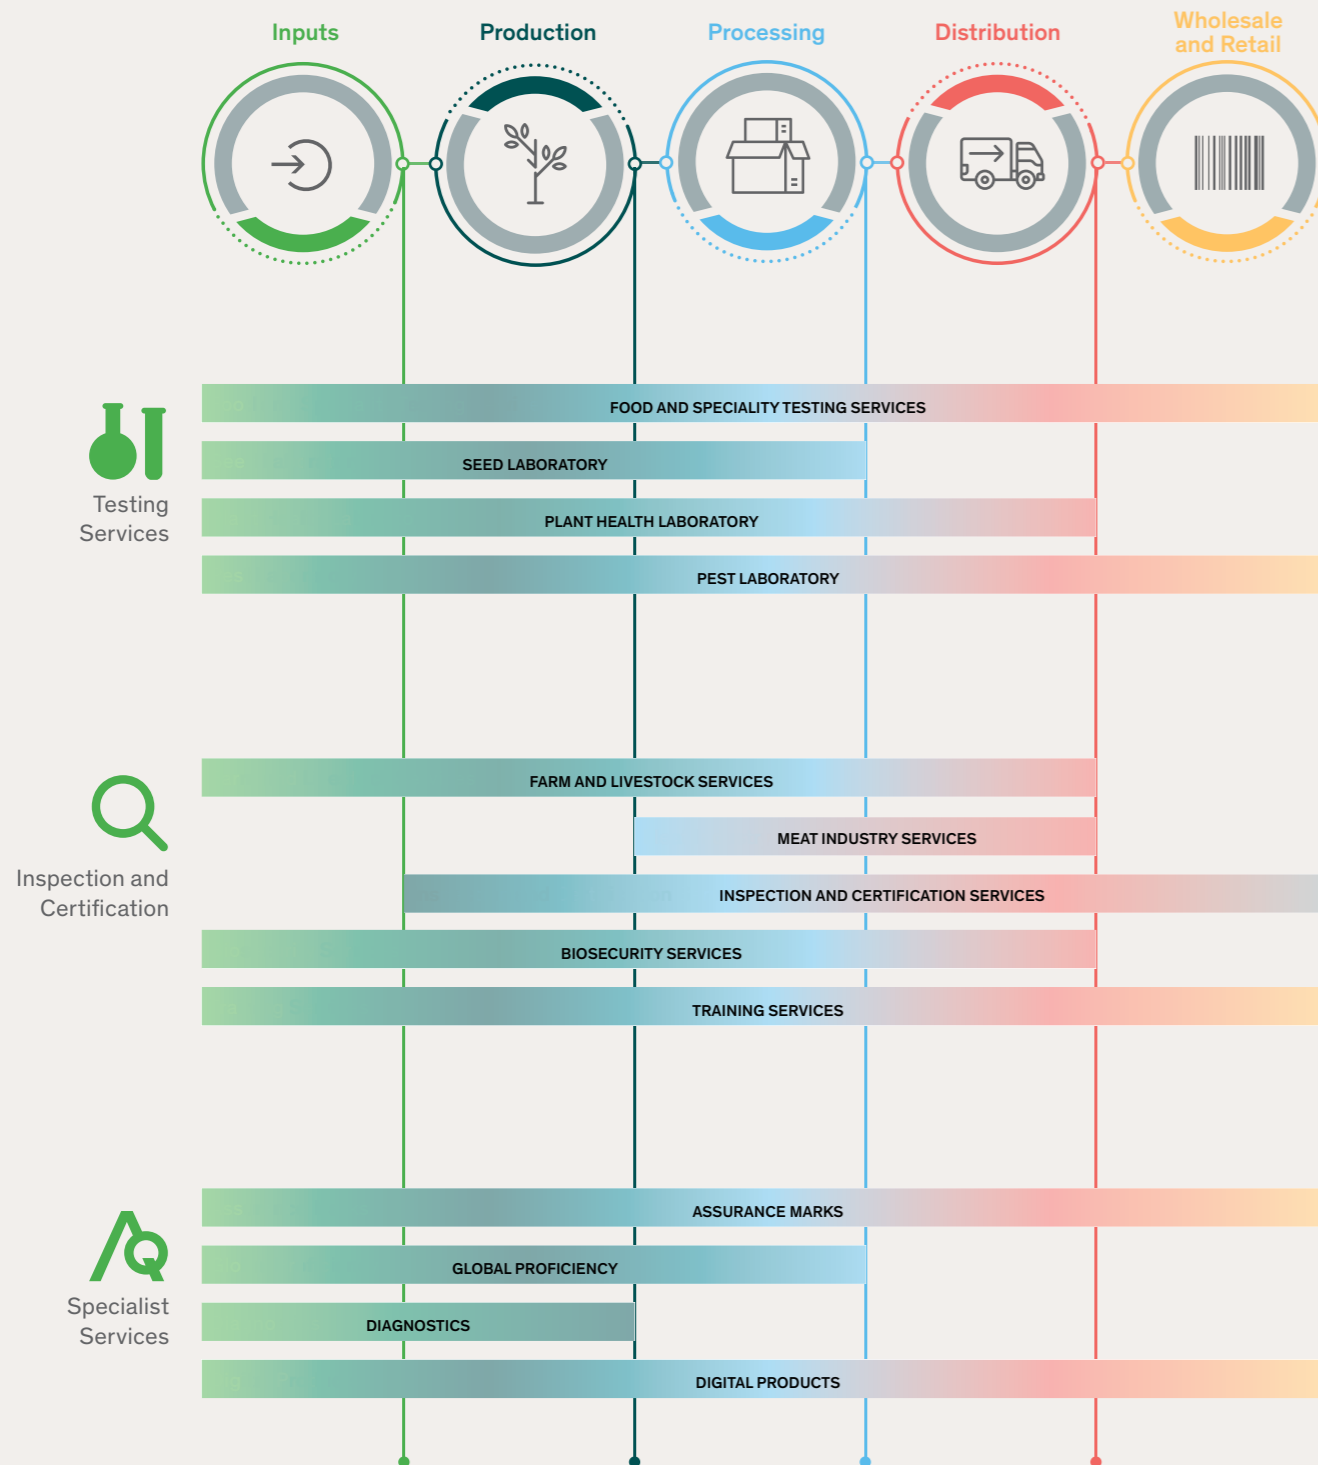 Inputs
Production
Processing
Distribution
Wholesale
and Retail
FOOD AND SPECIALITY TESTING SERVICES
SEED LABORATORY
Testing
Services
PLANT HEALTH LABORATORY
PEST LABORATORY
FARM AND LIVESTOCK SERVICES
MEAT INDUSTRY SERVICES
Inspection and
Certification
INSPECTION AND CERTIFICATION SERVICES
BIOSECURITY SERVICES
TRAINING SERVICES
ASSURANCE MARKS
GLOBAL PROFICIENCY
Specialist
Services
DIAGNOSTICS
DIGITAL PRODUCTS